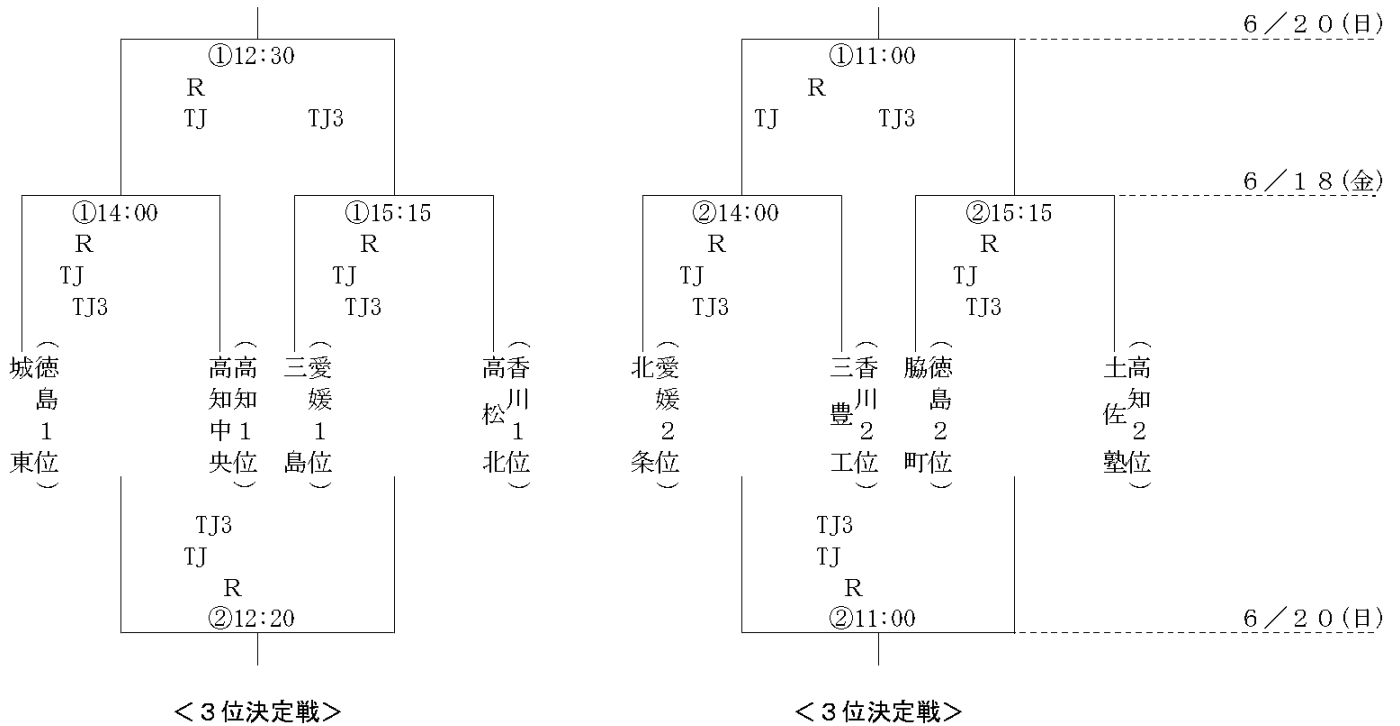 6／20(日)
①12:30
①11:00
R
R
TJ
TJ3
TJ
TJ3
6／18(金)
①14:00
①15:15
②14:00
②15:15
R
R
R
R
TJ
TJ
TJ
TJ
TJ3
TJ3
TJ3
TJ3
城東
(徳島1位)
高知中央
(高知1位)
三島
(愛媛1位)
高松北
(香川1位)
北条
(愛媛2位)
三豊工
(香川2位)
脇町
(徳島2位)
土佐塾
(高知2位)
TJ3
TJ3
TJ
TJ
R
R
②12:20
②11:00
6／20(日)
＜3位決定戦＞
＜3位決定戦＞